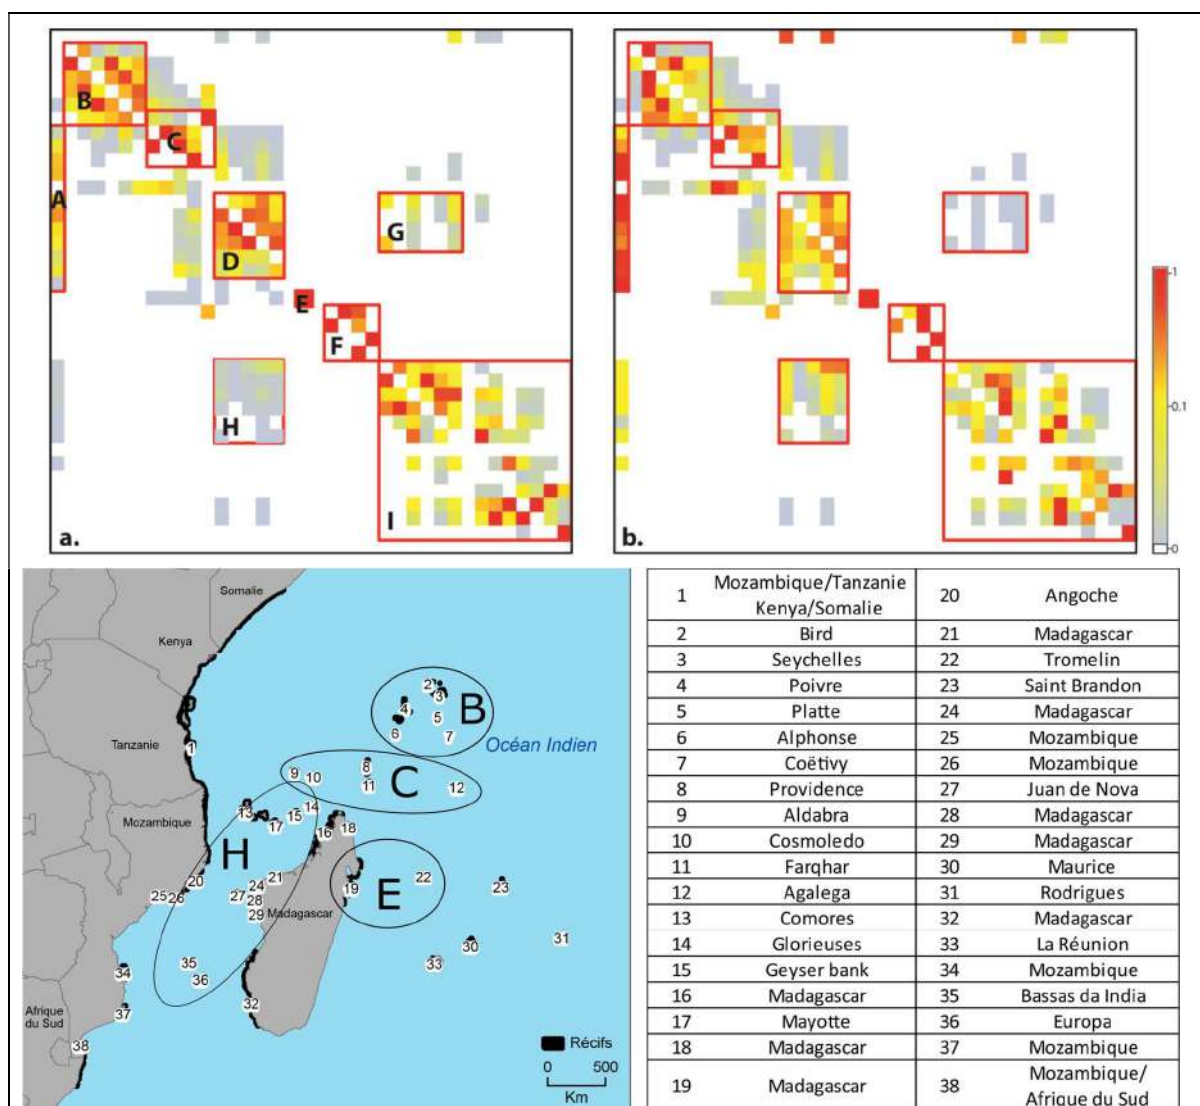 B
C
A
D
G
E
F
H
I
a.
b.
1
0.1
0
Somalie
Kenya
Tanzanie
Mozambique
Madagascar
Afrique
du Sud
Océan Indien
B
C
H
E
1
2
3
4
5
6
7
8
9
10
11
12
13
14
15
16
17
18
19
20
21
22
23
24
25
26
27
28
29
30
31
32
33
34
35
36
37
38
Récifs
0 500
Km
1 Mozambique/Tanzanie Kenya/Somalie 20 Angoche
2 Bird 21 Madagascar
3 Seychelles 22 Tromelin
4 Poivre 23 Saint Brandon
5 Platte 24 Madagascar
6 Alphonse 25 Mozambique
7 Coëtivy 26 Mozambique
8 Providence 27 Juan de Nova
9 Aldabra 28 Madagascar
10 Cosmoledo 29 Madagascar
11 Farqhar 30 Maurice
12 Agalega 31 Rodrigues
13 Comores 32 Madagascar
14 Glorieuses 33 La Réunion
15 Geyser bank 34 Mozambique
16 Madagascar 35 Bassas da India
17 Mayotte 36 Europa
18 Madagascar 37 Mozambique
19 Madagascar 38 Mozambique/ Afrique du Sud